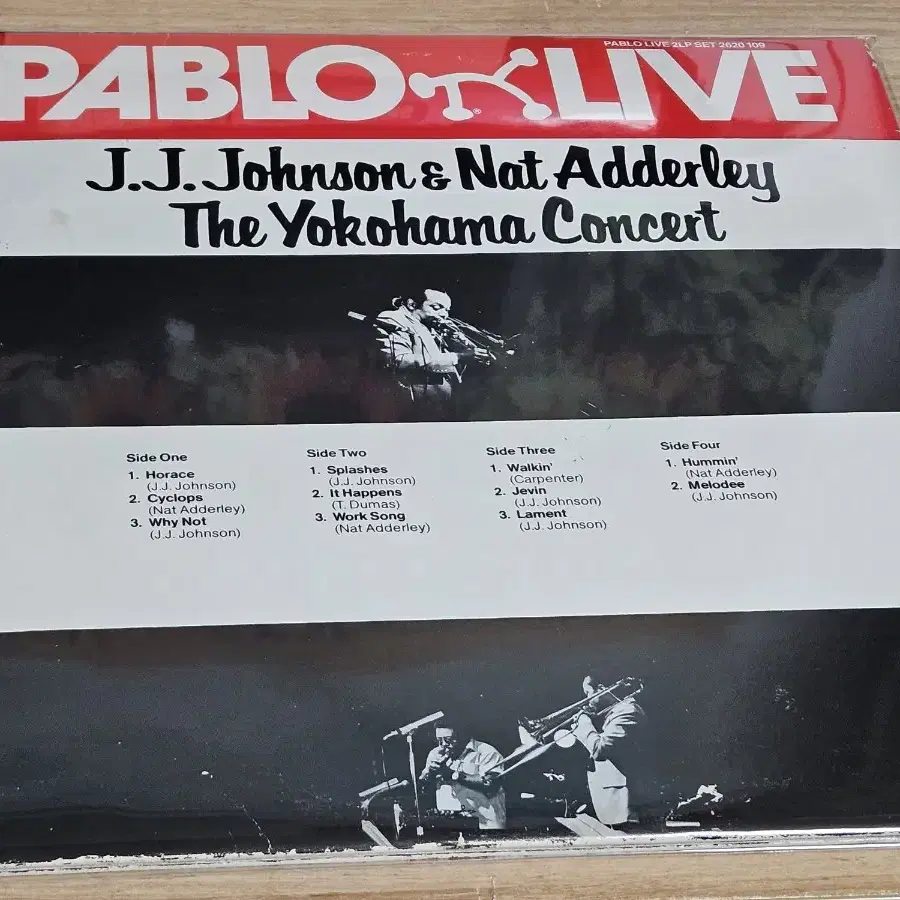 PABLO LIVE 2LP SET 2620 109
PABLO LIVE
J.J. Johnson & Nat Adderley
The Yokohama Concert
Side One
1. Horace
(J.J. Johnson)
2. Cyclops
(Nat Adderley)
3. Why Not
(J.J. Johnson)
Side Two
1. Splashes
(J.J. Johnson)
2. It Happens
(T. Dumas)
3. Work Song
(Nat Adderley)
Side Three
1. Walkin'
(Carpenter)
2. Jevin
(J.J. Johnson)
3. Lament
(J.J. Johnson)
Side Four
1. Hummin'
(Nat Adderley)
2. Melodee
(J.J. Johnson)